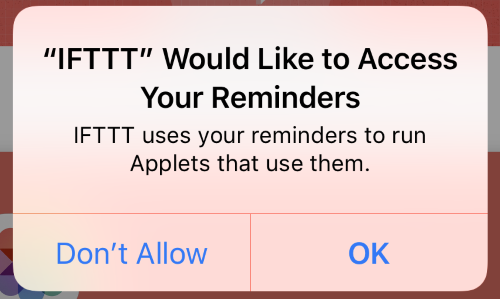 “IFTTT” Would Like to Access
Your Reminders
IFTTT uses your reminders to run
Applets that use them.
Don’t Allow
OK